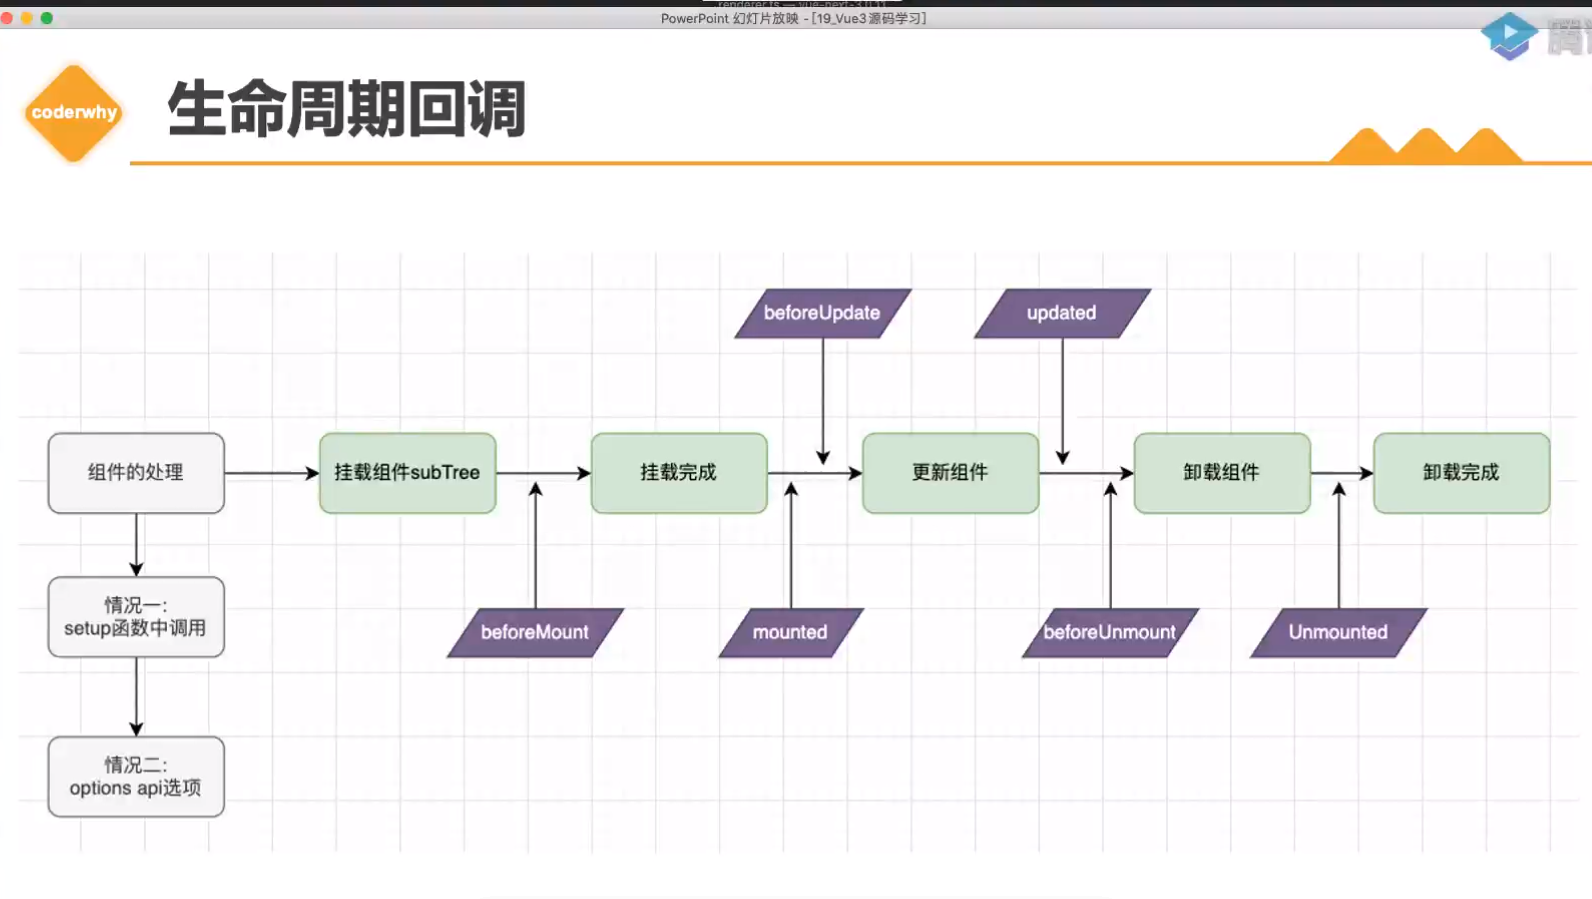 PowerPoint 幻灯片放映 - [19_Vue3源码学习]
coderwhy
生命周期回调
beforeUpdate
updated
组件的处理
挂载组件subTree
挂载完成
更新组件
卸载组件
卸载完成
情况一:
setup函数中调用
beforeMount
mounted
beforeUnmount
Unmounted
情况二:
options api选项